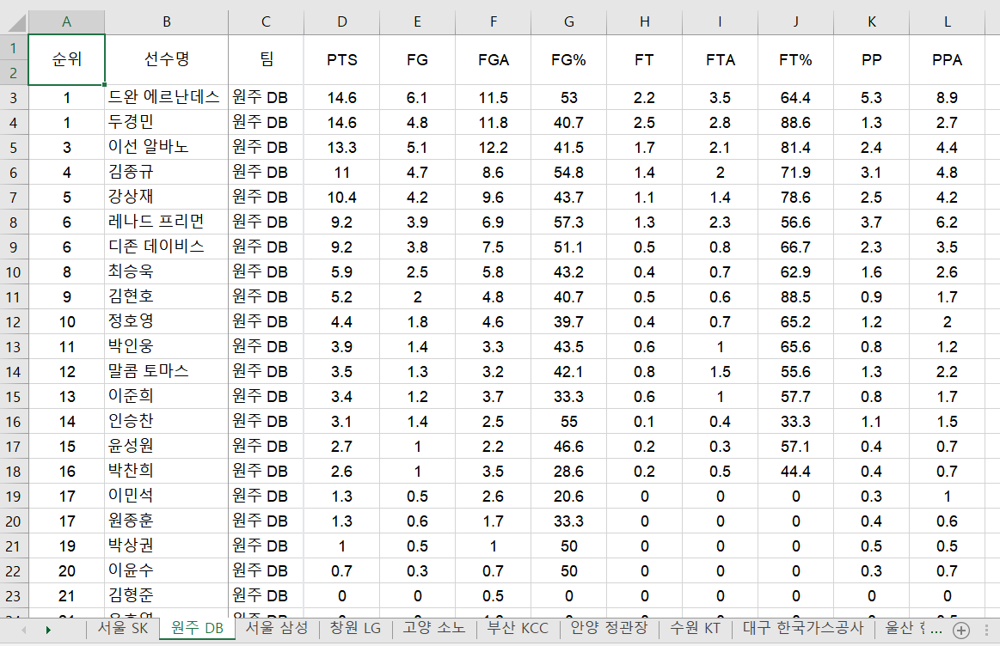 A B C D E F G H I J K L
1 2 순위 선수명 팀 PTS FG FGA FG% FT FTA FT% PP PPA
3 1 드완 에르난데스 원주 DB 14.6 6.1 11.5 53 2.2 3.5 64.4 5.3 8.9
4 1 두경민 원주 DB 14.6 4.8 11.8 40.7 2.5 2.8 88.6 1.3 2.7
5 3 이선 알바노 원주 DB 13.3 5.1 12.2 41.5 1.7 2.1 81.4 2.4 4.4
6 4 김종규 원주 DB 11 4.7 8.6 54.8 1.4 2 71.9 3.1 4.8
7 5 강상재 원주 DB 10.4 4.2 9.6 43.7 1.1 1.4 78.6 2.5 4.2
8 6 레나드 프리먼 원주 DB 9.2 3.9 6.9 57.3 1.3 2.3 56.6 3.7 6.2
9 6 디존 데이비스 원주 DB 9.2 3.8 7.5 51.1 0.5 0.8 66.7 2.3 3.5
10 8 최승욱 원주 DB 5.9 2.5 5.8 43.2 0.4 0.7 62.9 1.6 2.6
11 9 김현호 원주 DB 5.2 2 4.8 40.7 0.5 0.6 88.5 0.9 1.7
12 10 정호영 원주 DB 4.4 1.8 4.6 39.7 0.4 0.7 65.2 1.2 2
13 11 박인웅 원주 DB 3.9 1.4 3.3 43.5 0.6 1 65.6 0.8 1.2
14 12 말콤 토마스 원주 DB 3.5 1.3 3.2 42.1 0.8 1.5 55.6 1.3 2.2
15 13 이준희 원주 DB 3.4 1.2 3.7 33.3 0.6 1 57.7 0.8 1.7
16 14 인승찬 원주 DB 3.1 1.4 2.5 55 0.1 0.4 33.3 1.1 1.5
17 15 윤성원 원주 DB 2.7 1 2.2 46.6 0.2 0.3 57.1 0.4 0.7
18 16 박찬희 원주 DB 2.6 1 3.5 28.6 0.2 0.5 44.4 0.4 0.7
19 17 이민석 원주 DB 1.3 0.5 2.6 20.6 0 0 0 0.3 1
20 17 원종훈 원주 DB 1.3 0.6 1.7 33.3 0 0 0 0.4 0.6
21 19 박상권 원주 DB 1 0.5 1 50 0 0 0 0.5 0.5
22 20 이윤수 원주 DB 0.7 0.3 0.7 50 0 0 0 0.3 0.7
23 21 김형준 원주 DB 0 0 0.5 0 0 0 0 0 0
서울 SK 원주 DB 서울 삼성 창원 LG 고양 소노 부산 KCC 안양 정관장 수원 KT 대구 한국가스공사 울산 ...